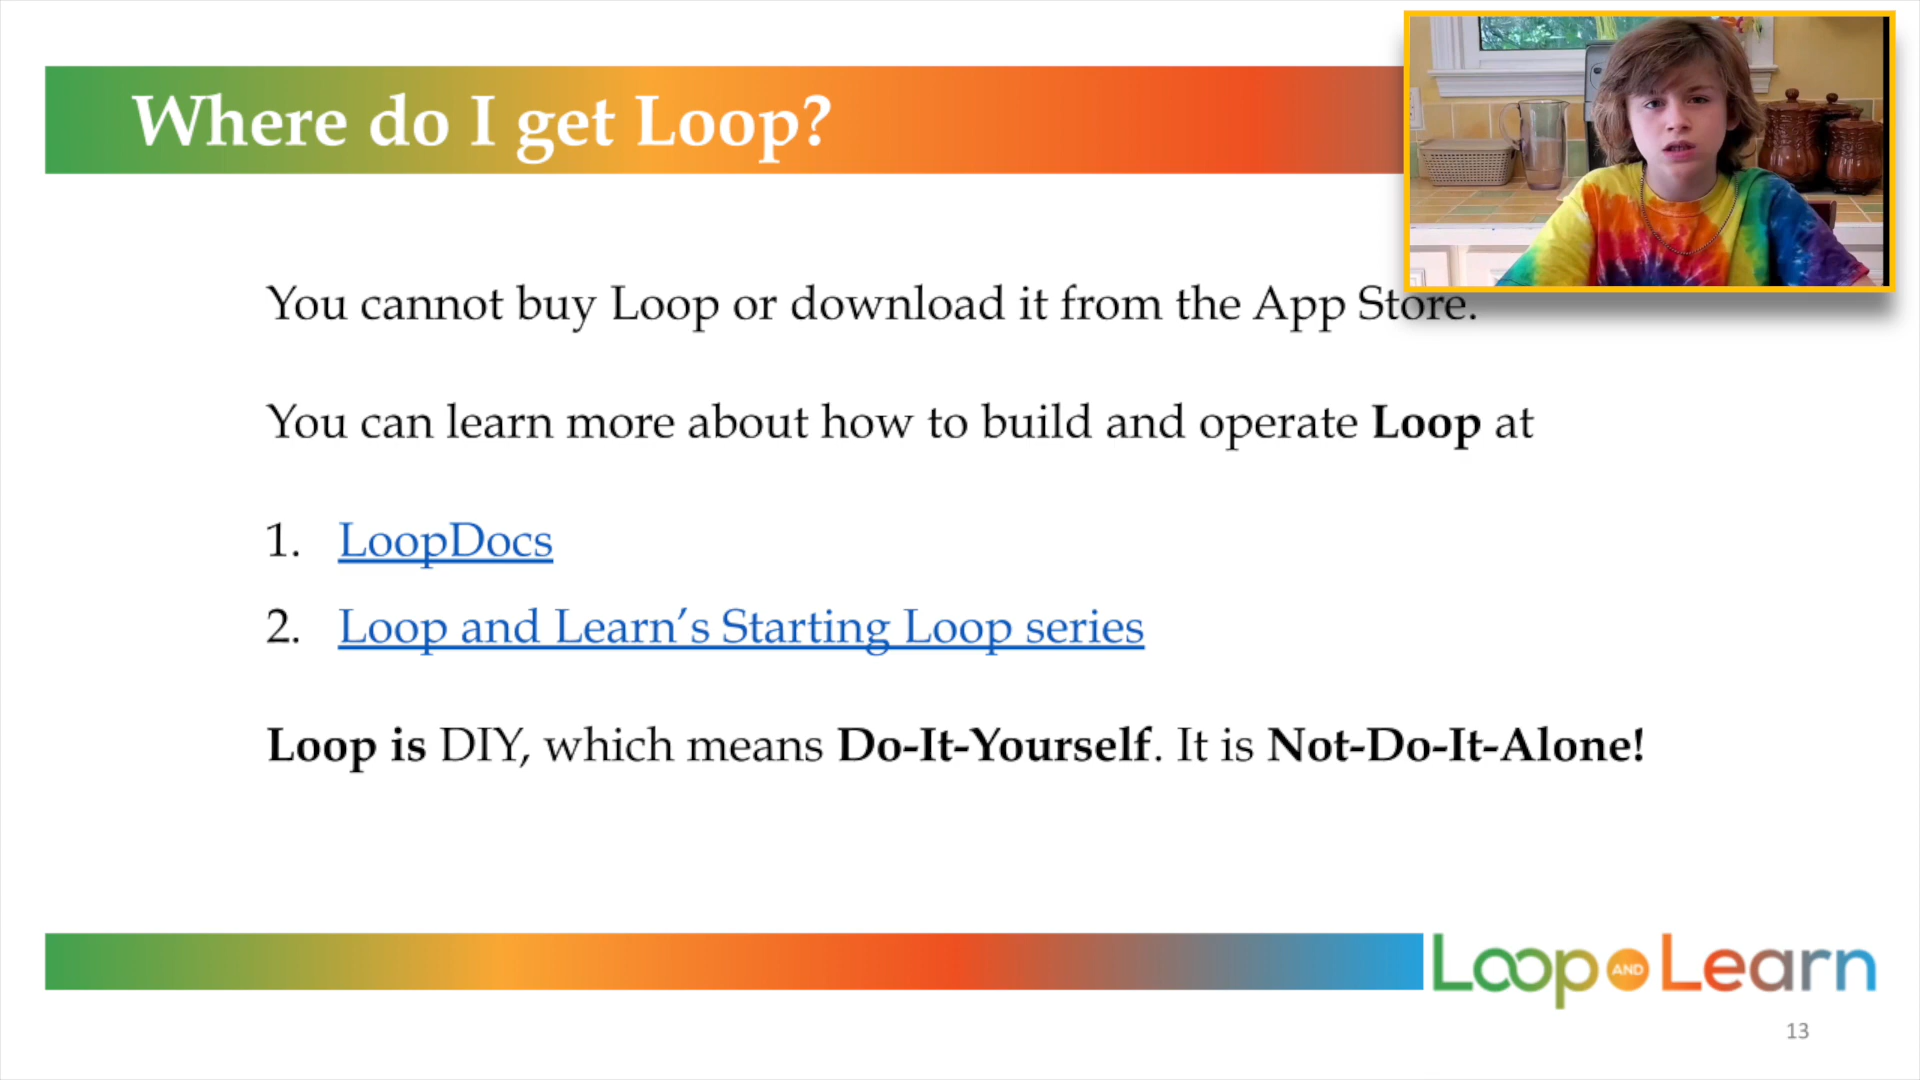 Where do I get Loop?
You cannot buy Loop or download it from the App Store.
You can learn more about how to build and operate Loop at
1. LoopDocs
2. Loop and Learn’s Starting Loop series
Loop is DIY, which means Do-It-Yourself. It is Not-Do-It-Alone!
Loop AND Learn
13